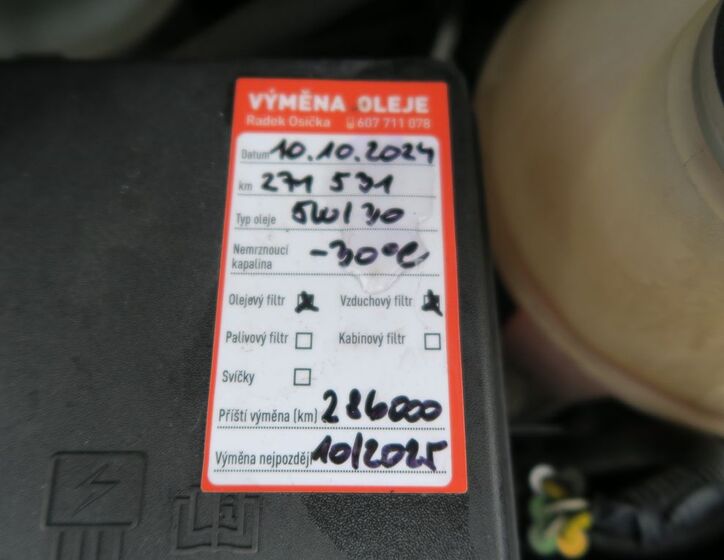 VÝMĚNA OLEJE
Radek Osička 607 711 078
Datum 10.10.2024
km 271 531
Typ oleje 5W/30
Nemrznoucí kapalina -30°C
Olejový filtr Vzduchový filtr
Palivový filtr Kabinový filtr
Svíčky
Příští výměna (km) 286000
Výměna nejpozději 10/2025